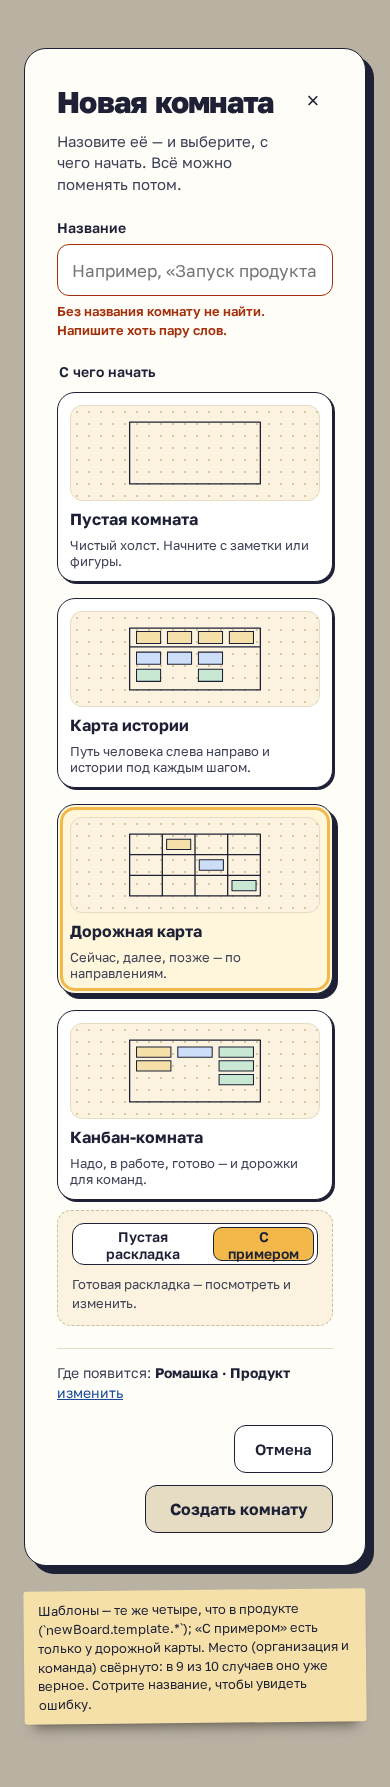 Новая комната
×
Назовите её — и выберите, с
чего начать. Всё можно
поменять потом.
Название
Например, «Запуск продукта
Без названия комнату не найти.
Напишите хоть пару слов.
С чего начать
Пустая комната
Чистый холст. Начните с заметки или
фигуры.
Карта истории
Путь человека слева направо и
истории под каждым шагом.
Дорожная карта
Сейчас, далее, позже — по
направлениям.
Канбан-комната
Надо, в работе, готово — и дорожки
для команд.
Пустая
раскладка
С
примером
Готовая раскладка — посмотреть и
изменить.
Где появится: Ромашка · Продукт
изменить
Отмена
Создать комнату
Шаблоны — те же четыре, что в продукте
(`newBoard.template.*`); «С примером» есть
только у дорожной карты. Место (организация и
команда) свёрнуто: в 9 из 10 случаев оно уже
верное. Сотрите название, чтобы увидеть
ошибку.